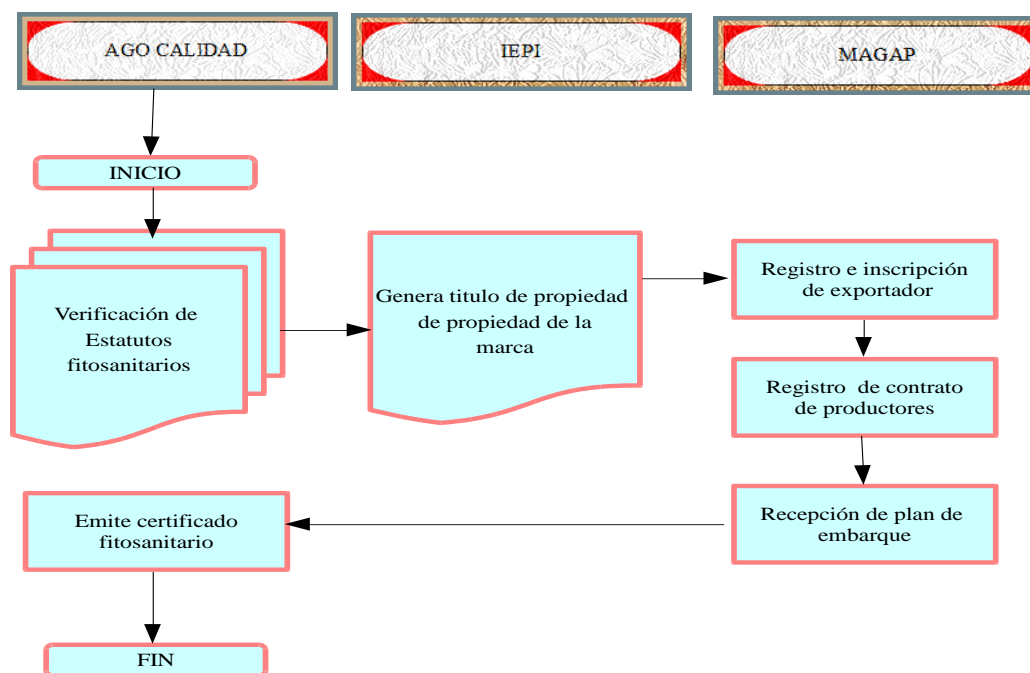 AGO CALIDAD
IEPI
MAGAP
INICIO
Verificación de
Estatutos
fitosanitarios
Genera titulo de propiedad
de propiedad de la
marca
Registro e inscripción
de exportador
Registro de contrato
de productores
Recepción de plan de
embarque
Emite certificado
fitosanitario
FIN